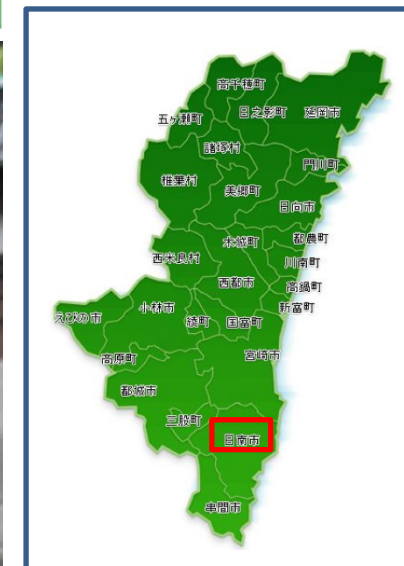 高千穂町
日之影町
延岡市
五ヶ瀬町
諸塚村
門川町
椎葉村
美郷町
日向市
木城町
都農町
西米良村
川南町
西都市
高鍋町
新富町
小林市
えびの市
綾町
国富町
宮崎市
高原町
都城市
三股町
日南市
串間市